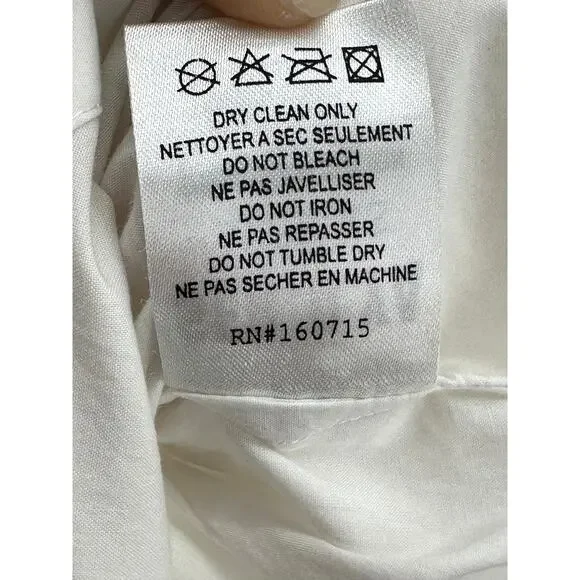 DRY CLEAN ONLY
NETTOYER A SEC SEULEMENT
DO NOT BLEACH
NE PAS JAVELLISER
DO NOT IRON
NE PAS REPASSER
DO NOT TUMBLE DRY
NE PAS SECHER EN MACHINE
RN#160715